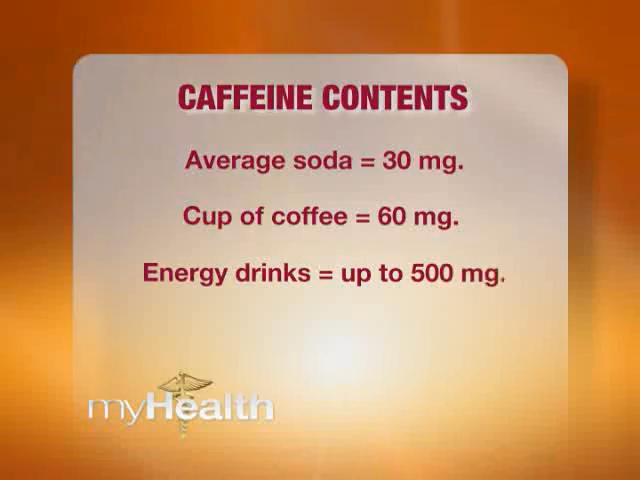 CAFFEINE CONTENTS
Average soda = 30 mg.
Cup of coffee = 60 mg.
Energy drinks = up to 500 mg.
myHealth